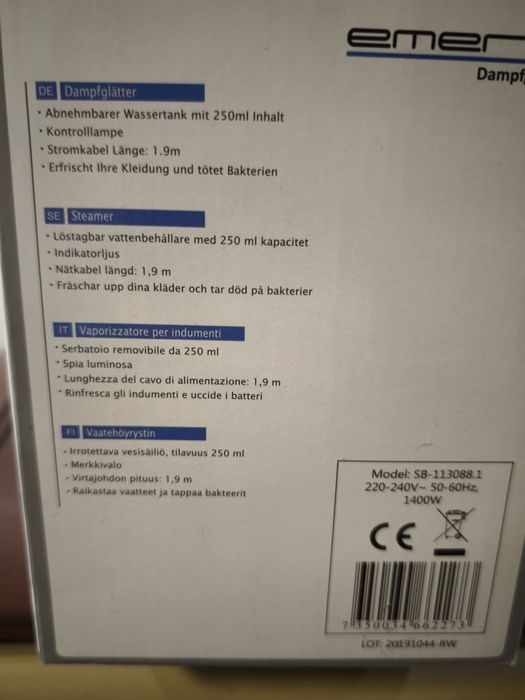 emer
Dampf
DE Dampfglätter
· Abnehmbarer Wassertank mit 250ml Inhalt
· Kontrolllampe
· Stromkabel Länge: 1.9m
· Erfrischt Ihre Kleidung und tötet Bakterien
SE Steamer
· Löstagbar vattenbehållare med 250 ml kapacitet
· Indikatorljus
· Nätkabel längd: 1,9 m
· Fräschar upp dina kläder och tar död på bakterier
IT Vaporizzatore per indumenti
· Serbatoio removibile da 250 ml
· Spia luminosa
· Lunghezza del cavo di alimentazione: 1,9 m
· Rinfresca gli indumenti e uccide i batteri
FI Vaatehöyrystin
- Irrotettava vesisäiliö, tilavuus 250 ml
- Merkkivalo
- Virtajohdon pituus: 1,9 m
- Raikastaa vaatteet ja tappaa bakteerit
Model: SB-113088.1
220-240V~ 50-60Hz,
1400W
CE
7 350034 662273
LOT: 20191044-RW